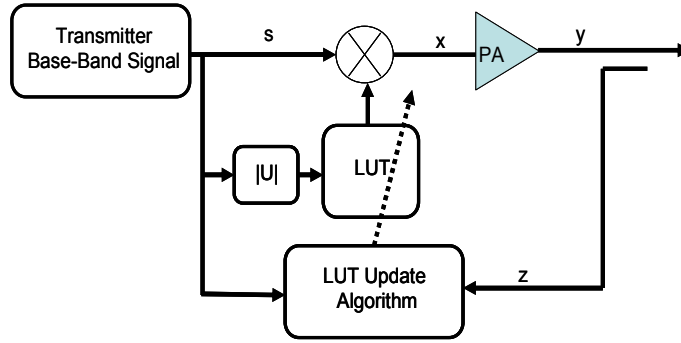 Transmitter
Base-Band Signal
s
x
PA
y
|U|
LUT
LUT Update
Algorithm
z